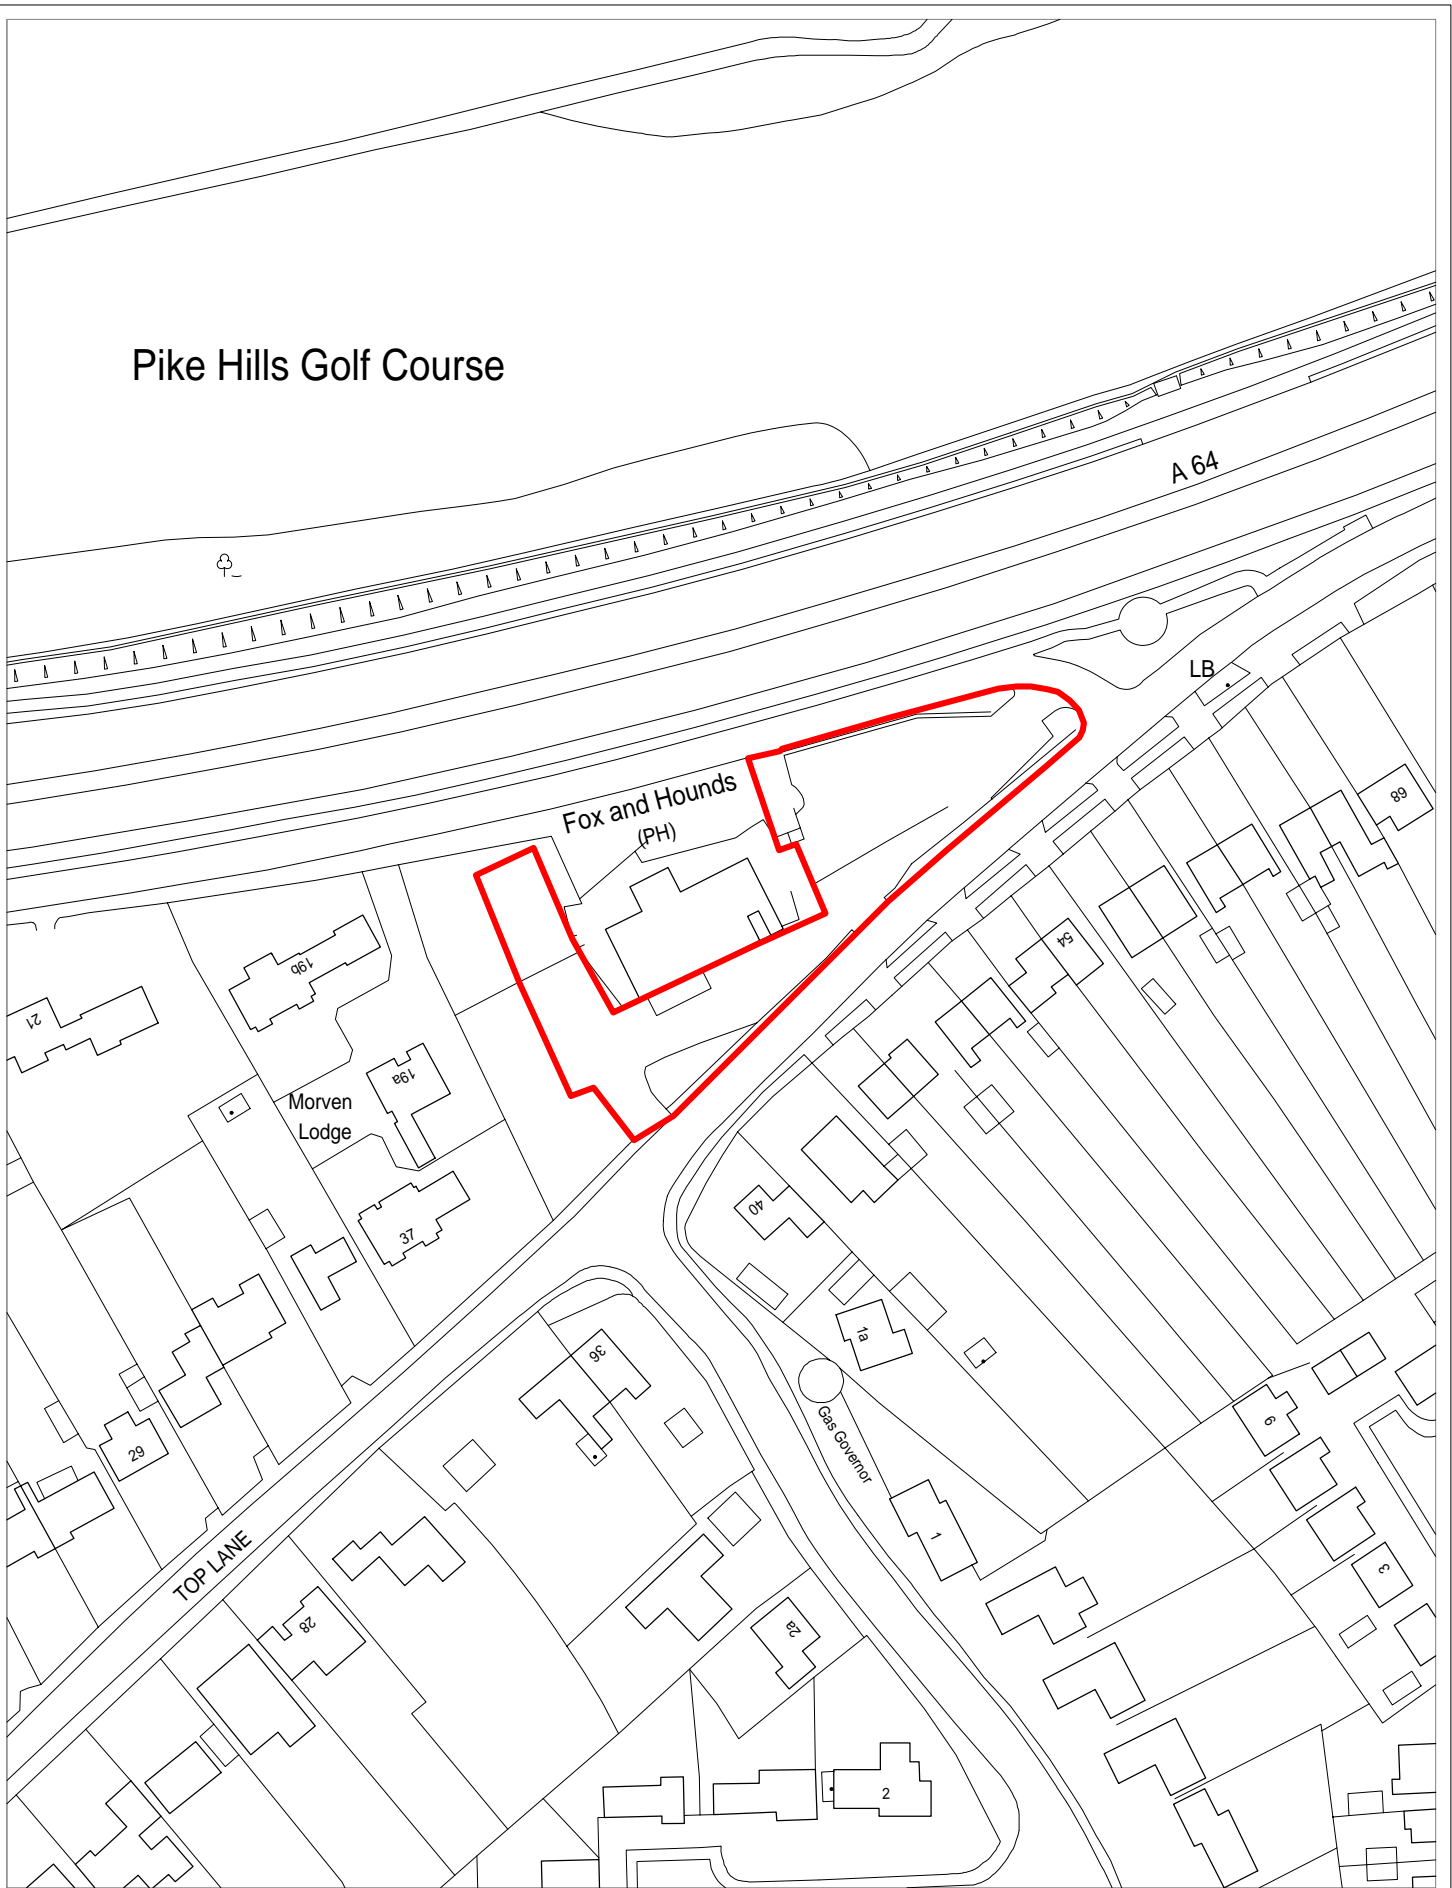 Pike Hills Golf Course
A 64
LB
Fox and Hounds
(PH)
68
54
19b
21
19a
Morven
Lodge
40
37
1a
36
Gas Governor
29
6
1
TOP LANE
3
28
2a
2